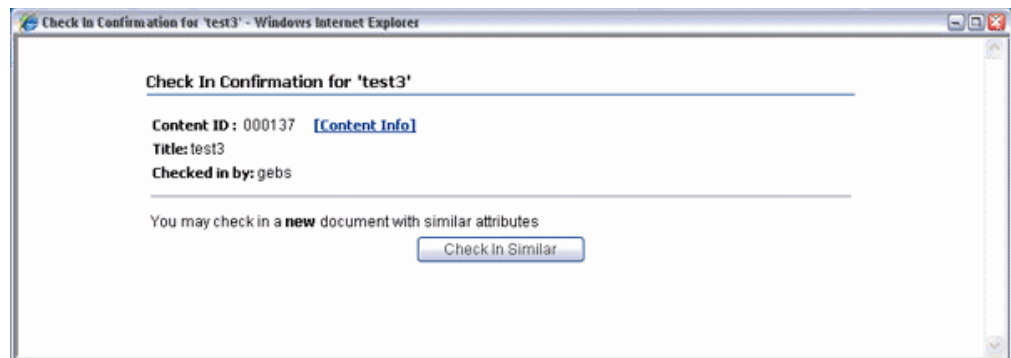 Check In Confirmation for 'test3' - Windows Internet Explorer
Check In Confirmation for 'test3'
Content ID : 000137 [Content Info]
Title: test3
Checked in by: gebs
You may check in a new document with similar attributes
Check In Similar